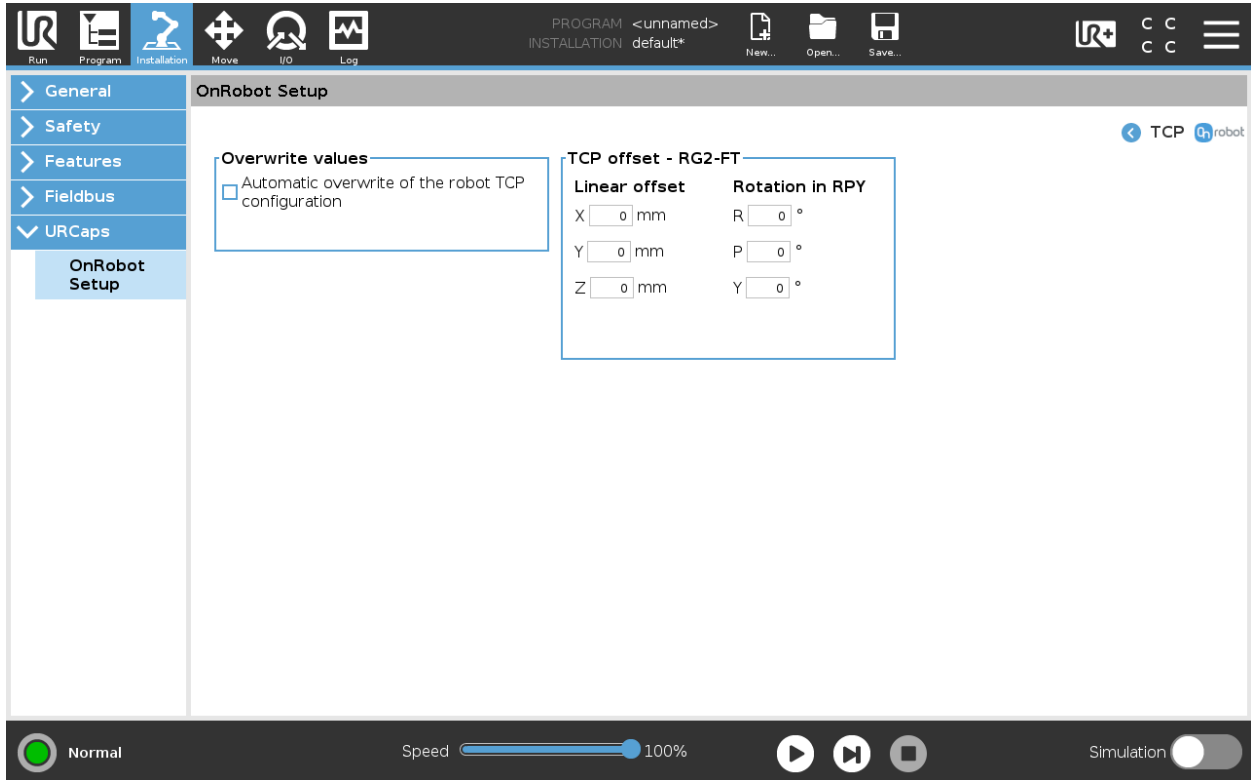 PROGRAM <unnamed>
INSTALLATION default*
Run Program Installation Move I/O Log New... Open... Save...
UR+
C C
C C
General
Safety
Features
Fieldbus
URCaps
OnRobot
Setup
OnRobot Setup
TCP Onrobot
Overwrite values
Automatic overwrite of the robot TCP
configuration
TCP offset - RG2-FT
Linear offset Rotation in RPY
X 0 mm R 0 °
Y 0 mm P 0 °
Z 0 mm Y 0 °
Normal Speed 100% Simulation